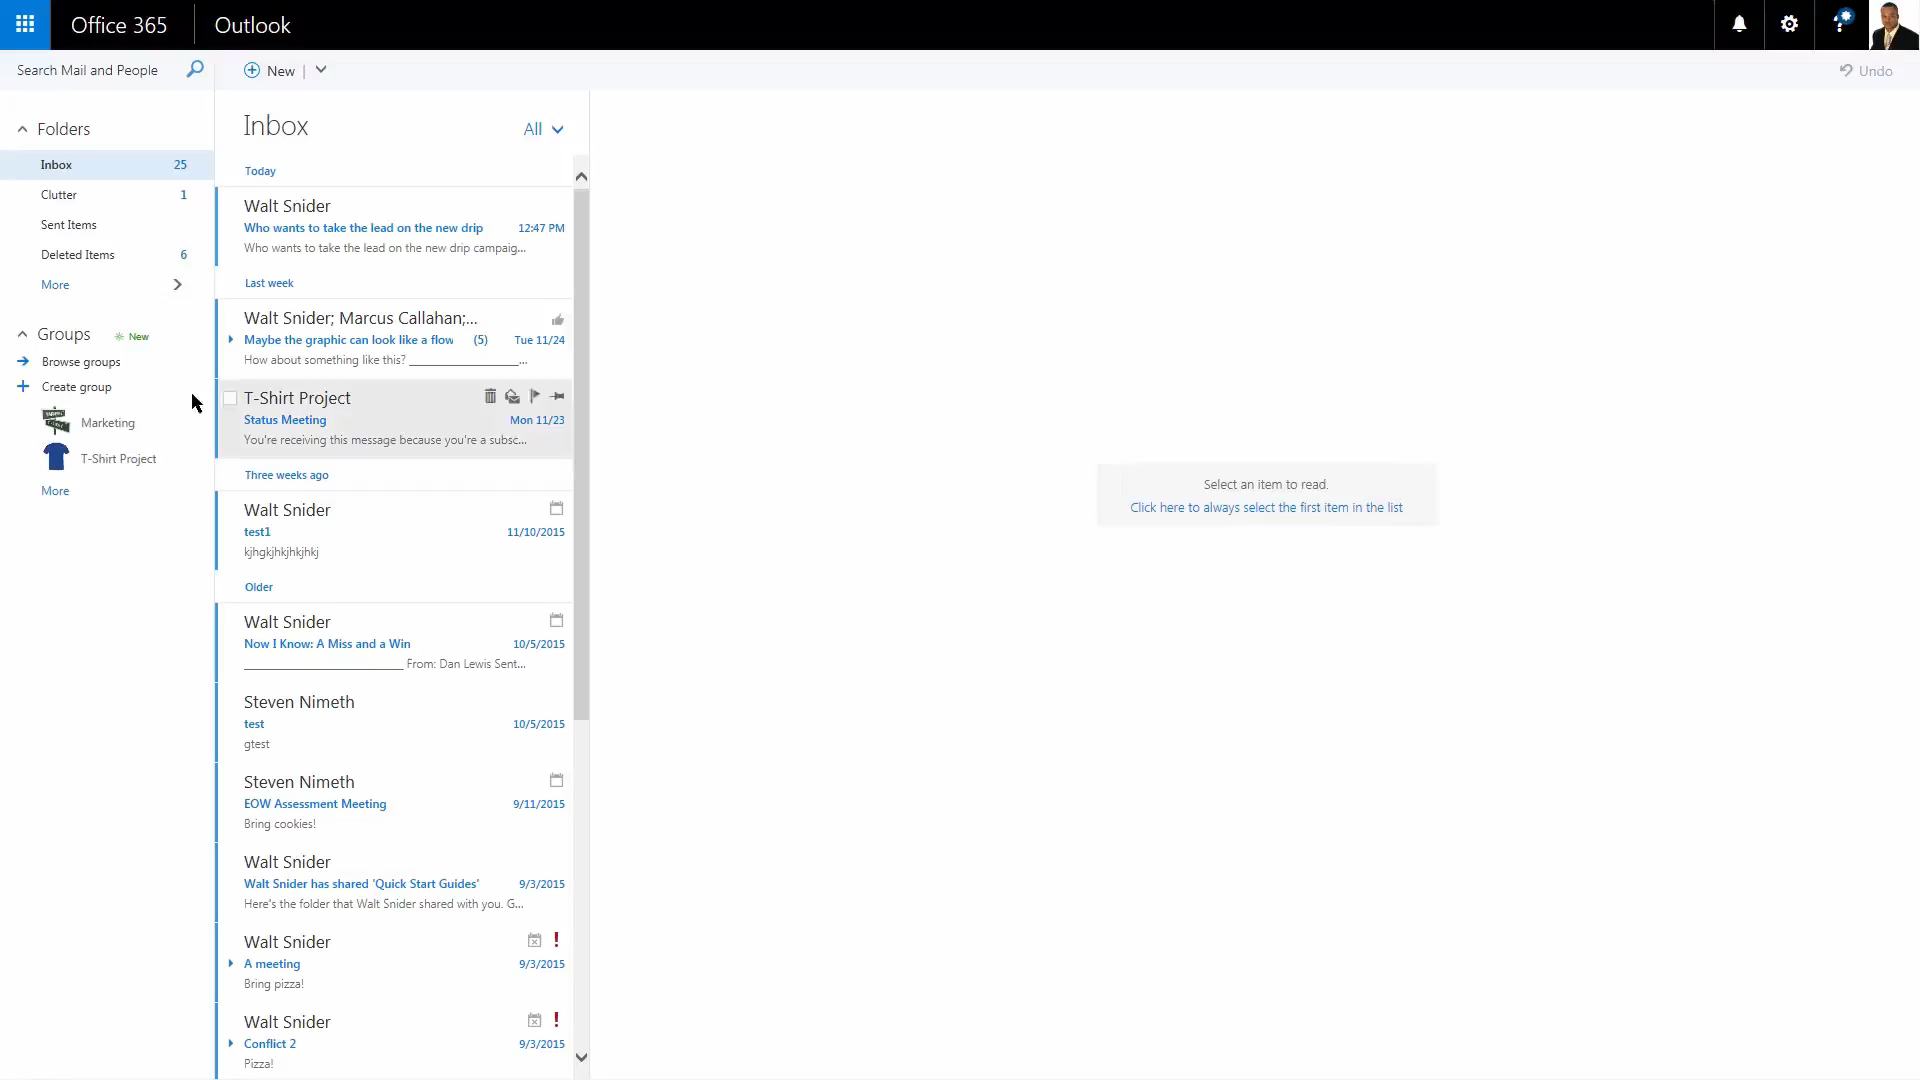 Office 365
Outlook
Search Mail and People
New
Undo
Folders
Inbox 25
Clutter 1
Sent Items
Deleted Items 6
More
Groups New
Browse groups
Create group
Marketing
T-Shirt Project
More
Inbox
All
Today
Walt Snider
Who wants to take the lead on the new drip 12:47 PM
Who wants to take the lead on the new drip campaig...
Last week
Walt Snider; Marcus Callahan;...
Maybe the graphic can look like a flow (5) Tue 11/24
How about something like this? ________________...
T-Shirt Project
Status Meeting Mon 11/23
You're receiving this message because you're a subsc...
Three weeks ago
Walt Snider
test1 11/10/2015
kjhgkjhkjhkjhkj
Older
Walt Snider
Now I Know: A Miss and a Win 10/5/2015
________________________ From: Dan Lewis Sent...
Steven Nimeth
test 10/5/2015
gtest
Steven Nimeth
EOW Assessment Meeting 9/11/2015
Bring cookies!
Walt Snider
Walt Snider has shared 'Quick Start Guides' 9/3/2015
Here's the folder that Walt Snider shared with you. G...
Walt Snider !
A meeting 9/3/2015
Bring pizza!
Walt Snider !
Conflict 2 9/3/2015
Pizza!
Select an item to read.
Click here to always select the first item in the list